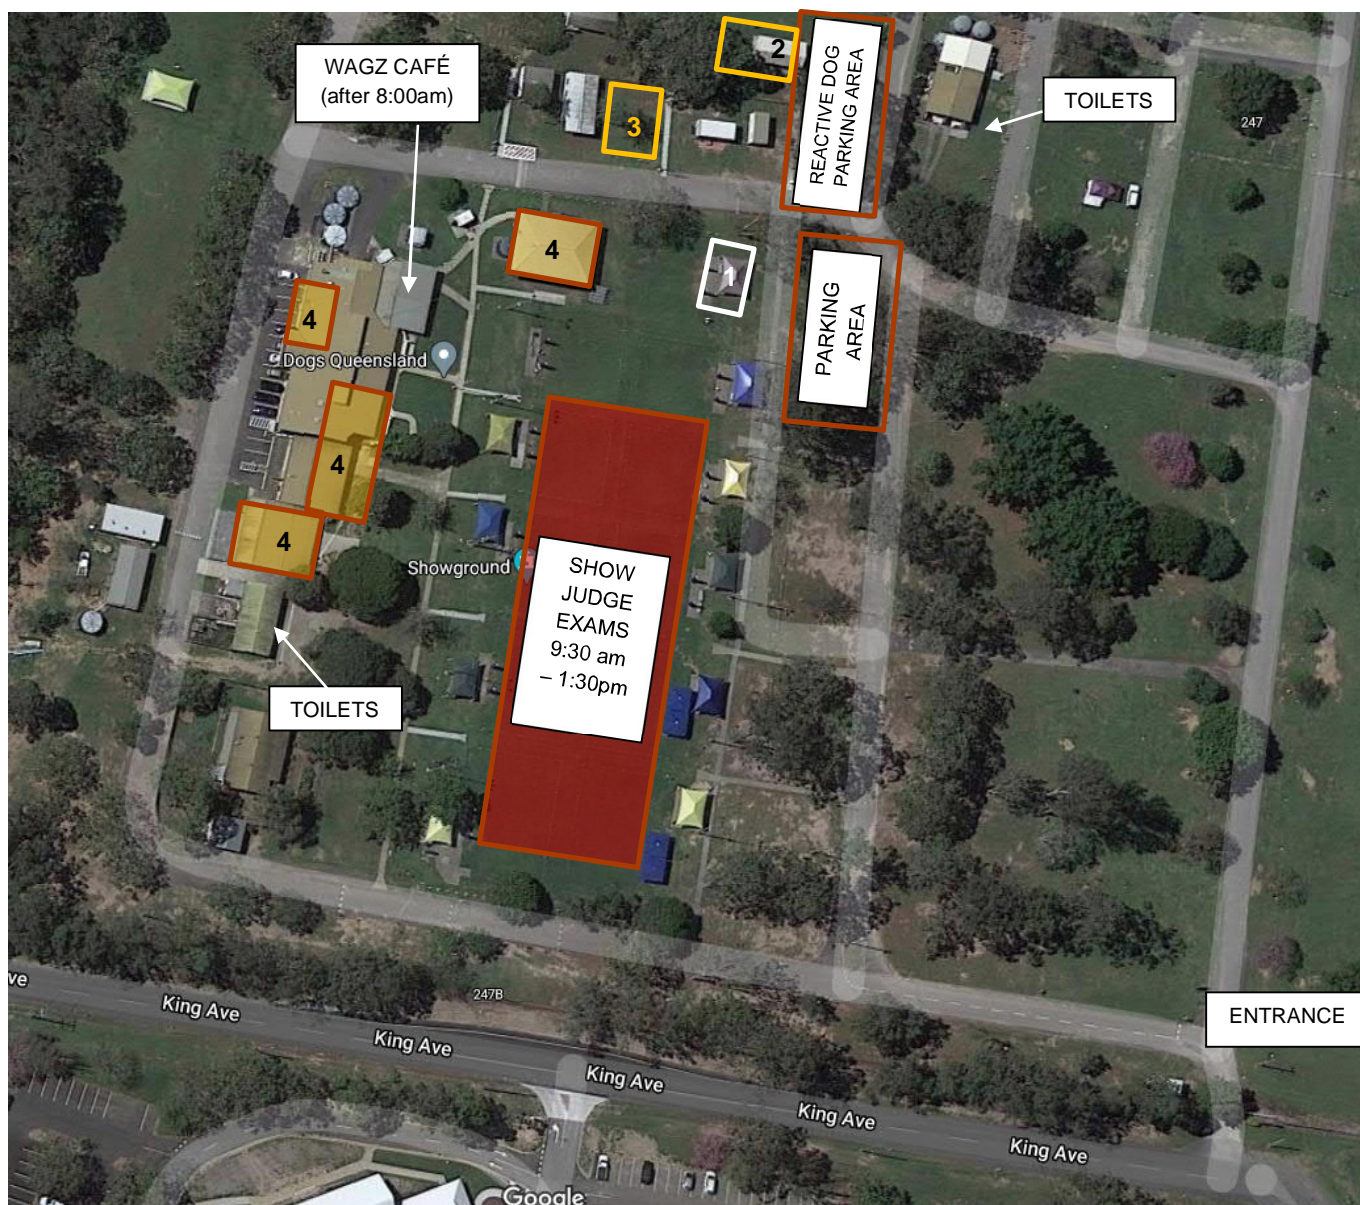 WAGZ CAFÉ
(after 8:00am)
2
REACTIVE DOG
PARKING AREA
TOILETS
247
3
4
1
4
PARKING
AREA
Dogs Queensland
4
4
Showground
SHOW
JUDGE
EXAMS
9:30 am
– 1:30pm
TOILETS
ve
King Ave
247B
King Ave
King Ave
King Ave
King Ave
ENTRANCE
Google